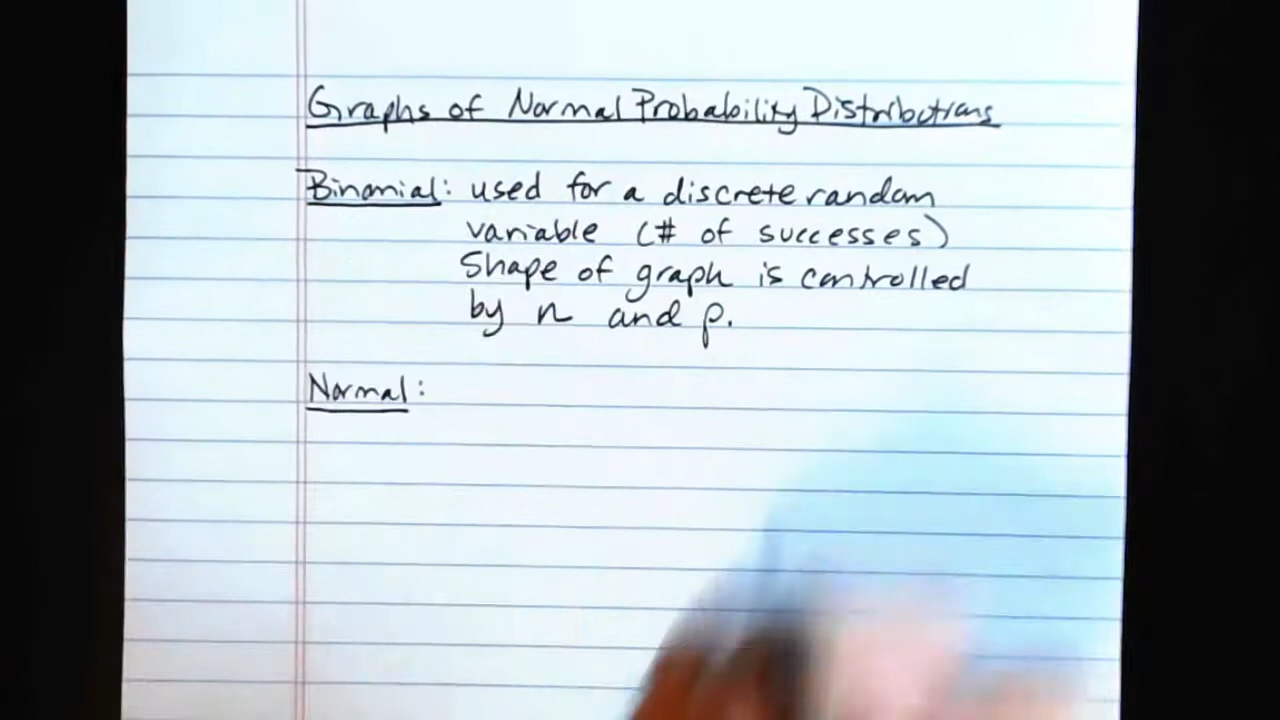 Graphs of Normal Probability Distributions
Binomial: used for a discrete random
variable (# of successes)
Shape of graph is controlled
by n and p.
Normal: